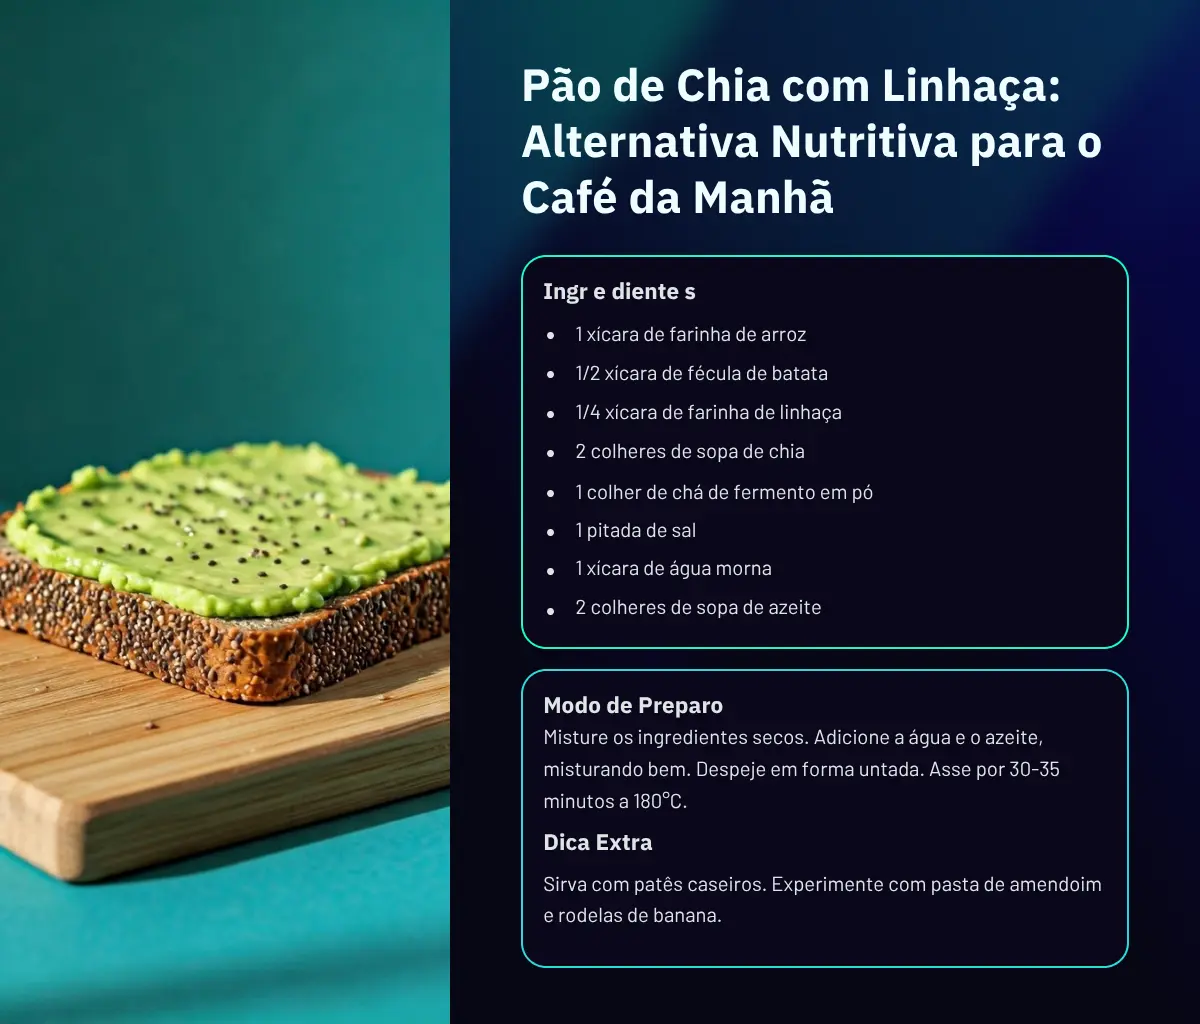 Pão de Chia com Linhaça:
Alternativa Nutritiva para o
Café da Manhã
Ingr e diente s
• 1 xícara de farinha de arroz
• 1/2 xícara de fécula de batata
• 1/4 xícara de farinha de linhaça
• 2 colheres de sopa de chia
• 1 colher de chá de fermento em pó
• 1 pitada de sal
• 1 xícara de água morna
• 2 colheres de sopa de azeite
Modo de Preparo
Misture os ingredientes secos. Adicione a água e o azeite,
misturando bem. Despeje em forma untada. Asse por 30-35
minutos a 180°C.
Dica Extra
Sirva com patês caseiros. Experimente com pasta de amendoim
e rodelas de banana.